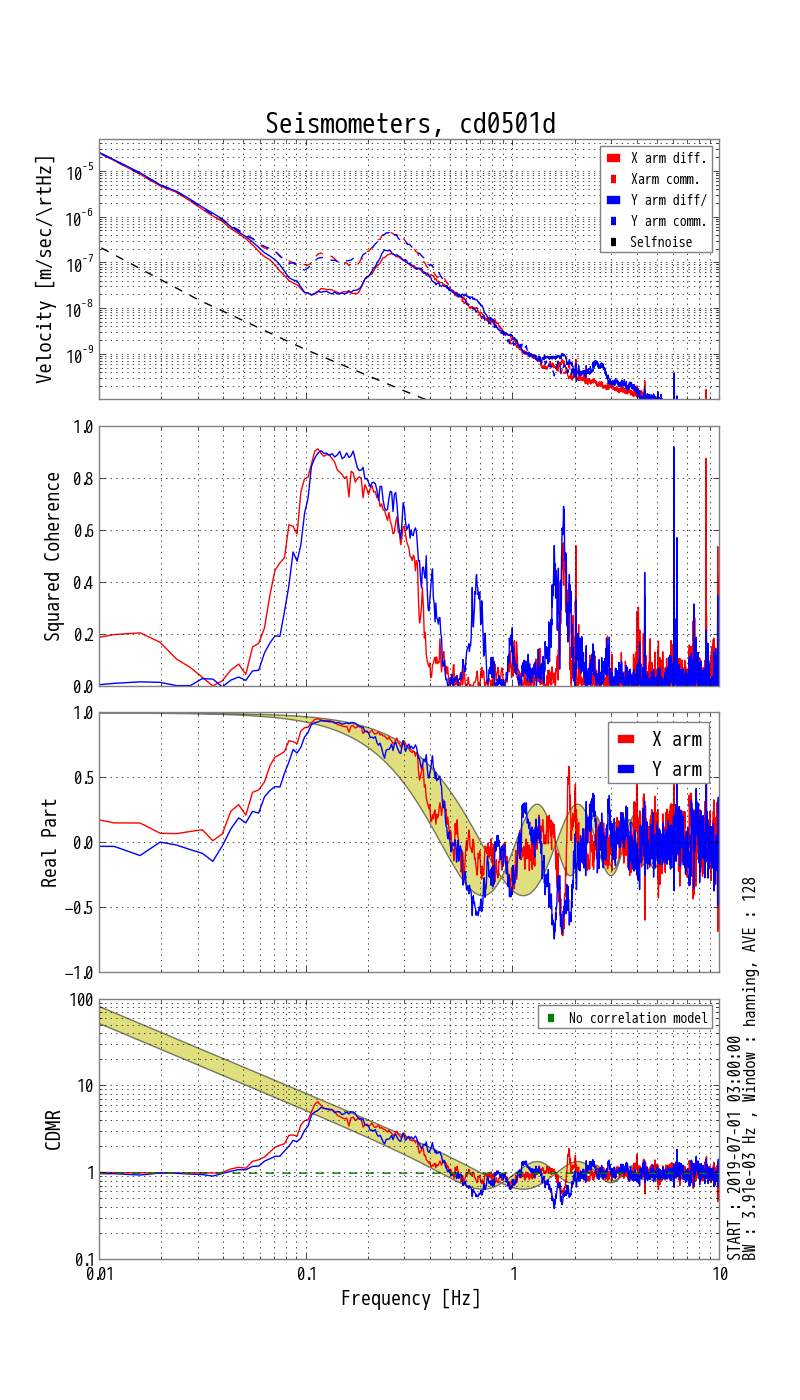 Seismometers, cd0501d
Velocity [m/sec/\rtHz]
10^-5
10^-6
10^-7
10^-8
10^-9
X arm diff.
Xarm comm.
Y arm diff/
Y arm comm.
Selfnoise
Squared Coherence
1.0
0.8
0.6
0.4
0.2
0.0
Real Part
1.0
0.5
0.0
−0.5
−1.0
X arm
Y arm
CDMR
100
10
1
0.1
No correlation model
0.01
0.1
1
10
Frequency [Hz]
START : 2019-07-01 03:00:00
BW : 3.91e-03 Hz , Window : hanning, AVE : 128